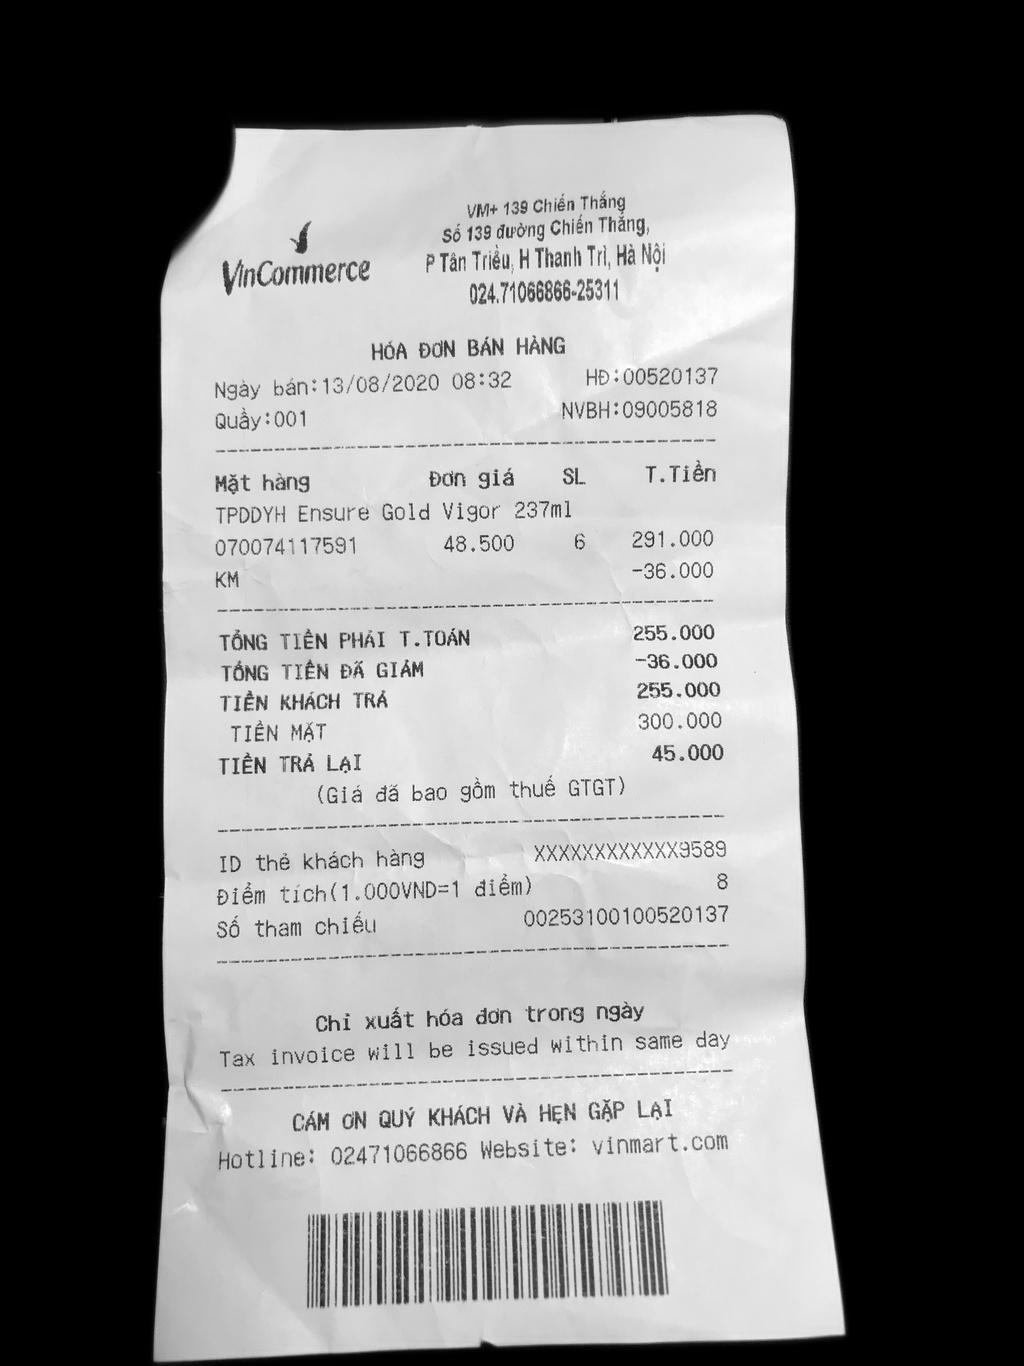 VM+ 139 Chiến Thắng
Số 139 đường Chiến Thắng,
P Tân Triều, H Thanh Trì, Hà Nội
024.71066866-25311
VinCommerce
HÓA ĐƠN BÁN HÀNG
Ngày bán:13/08/2020 08:32 HĐ:00520137
Quầy:001 NVBH:09005818
Mặt hàng Đơn giá SL T.Tiền
TPDDYH Ensure Gold Vigor 237ml
070074117591 48.500 6 291.000
KM -36.000
TỔNG TIỀN PHẢI T.TOÁN 255.000
TỔNG TIỀN ĐÃ GIẢM -36.000
TIỀN KHÁCH TRẢ 255.000
TIỀN MẶT 300.000
TIỀN TRẢ LẠI 45.000
(Giá đã bao gồm thuế GTGT)
ID thẻ khách hàng XXXXXXXXXXXX9589
Điểm tích(1.000VND=1 điểm) 8
Số tham chiếu 00253100100520137
Chỉ xuất hóa đơn trong ngày
Tax invoice will be issued within same day
CẢM ƠN QUÝ KHÁCH VÀ HẸN GẶP LẠI
Hotline: 02471066866 Website: vinmart.com